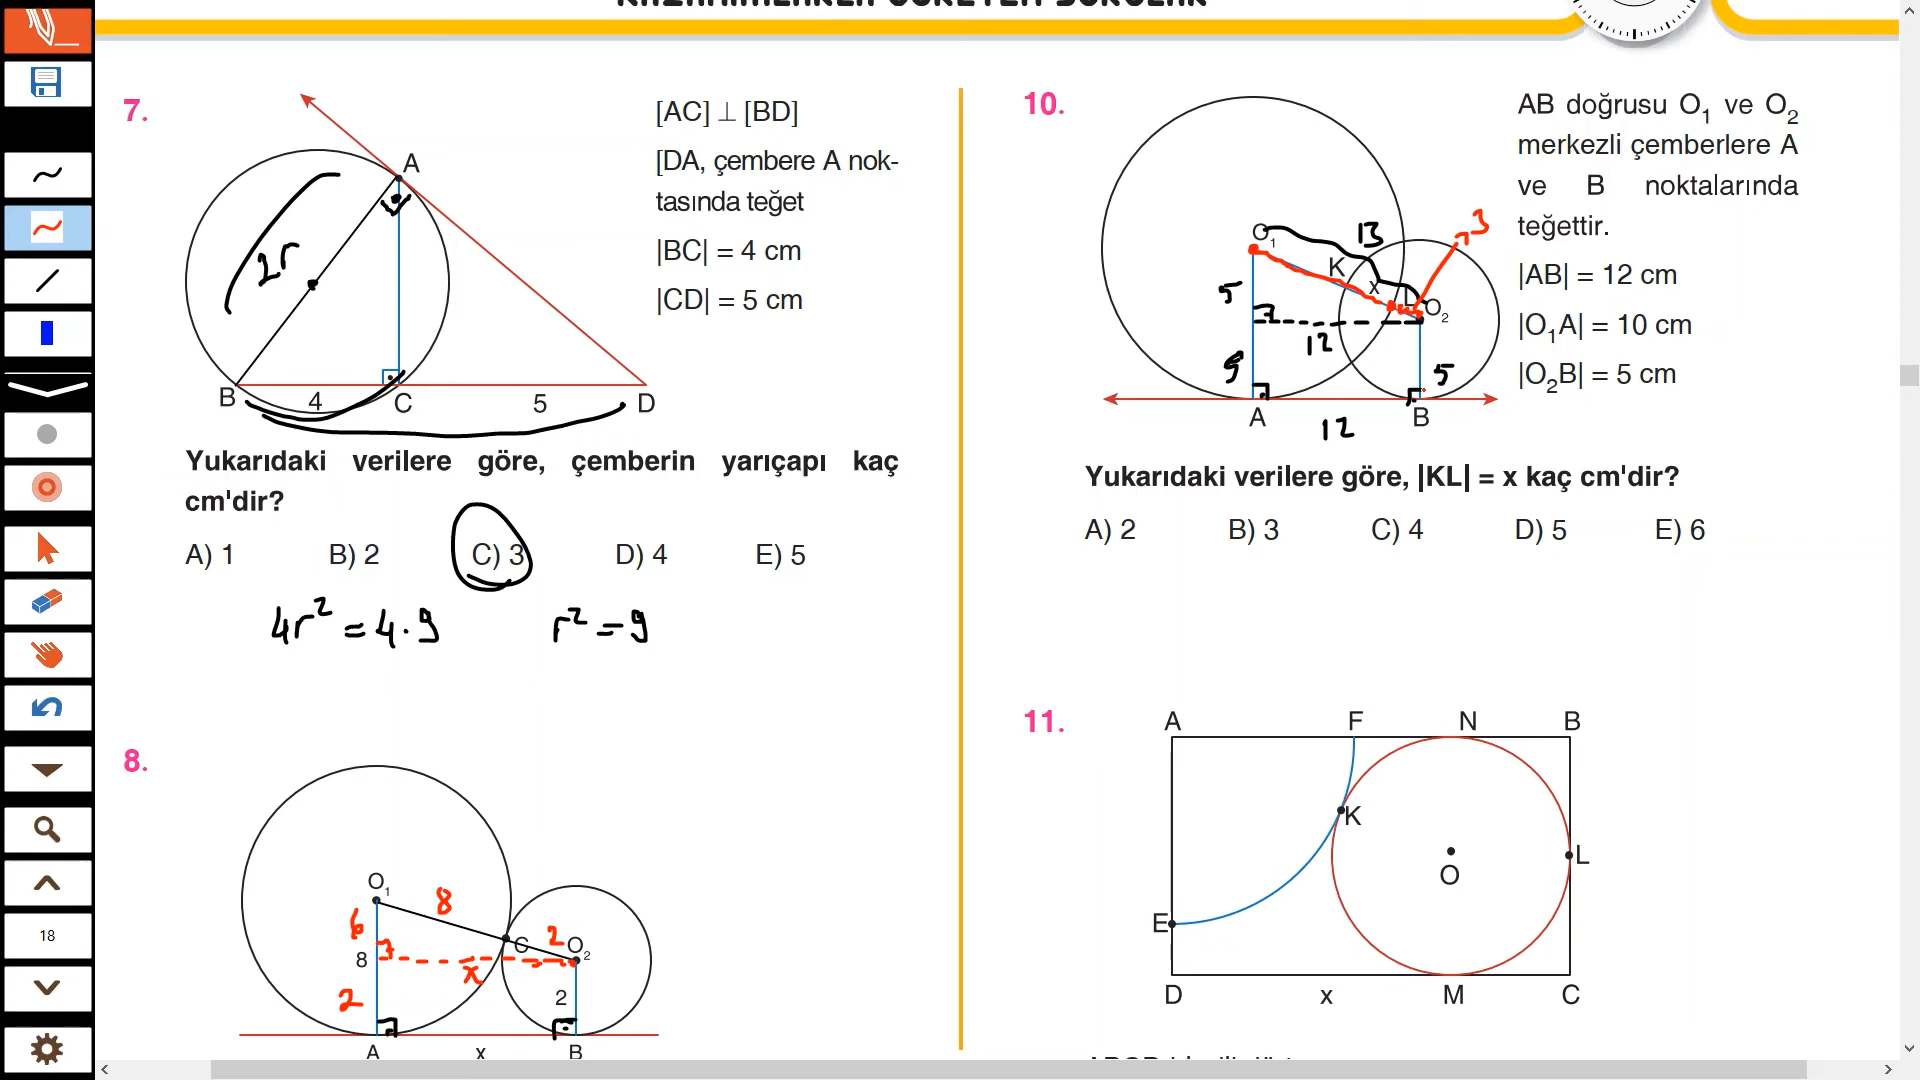 7.
A
[AC] ⊥ [BD]
[DA, çembere A nok-
tasında teğet
|BC| = 4 cm
|CD| = 5 cm
2r
B 4 C 5 D
Yukarıdaki verilere göre, çemberin yarıçapı kaç
cm'dir?
A) 1 B) 2 C) 3 D) 4 E) 5
4r² = 4.9 r² = 9
8.
O1
8
6
C 2 O2
8 x
2 2
A x B
10.
AB doğrusu O1 ve O2
merkezli çemberlere A
ve B noktalarında
teğettir.
|AB| = 12 cm
|O1A| = 10 cm
|O2B| = 5 cm
O1 13 3
K
5 x L O2
12
5 5
A B
12
Yukarıdaki verilere göre, |KL| = x kaç cm'dir?
A) 2 B) 3 C) 4 D) 5 E) 6
11.
A F N B
K
L
O
E
D x M C
18